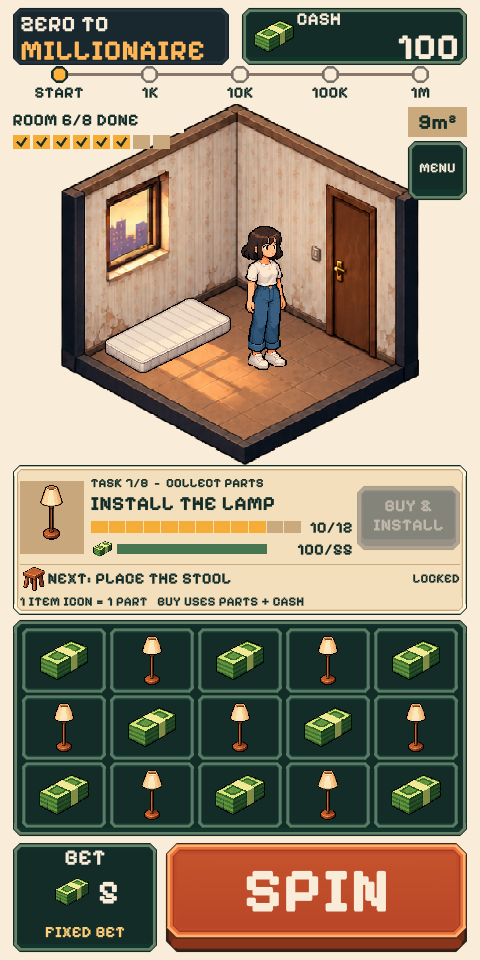 ZERO TO
MILLIONAIRE
CASH
100
START
1K
10K
100K
1M
ROOM 6/8 DONE
9m²
MENU
TASK 7/8 - COLLECT PARTS
INSTALL THE LAMP
10/12
100/55
BUY &
INSTALL
NEXT: PLACE THE STOOL
LOCKED
1 ITEM ICON = 1 PART BUY USES PARTS + CASH
BET
5
FIXED BET
SPIN